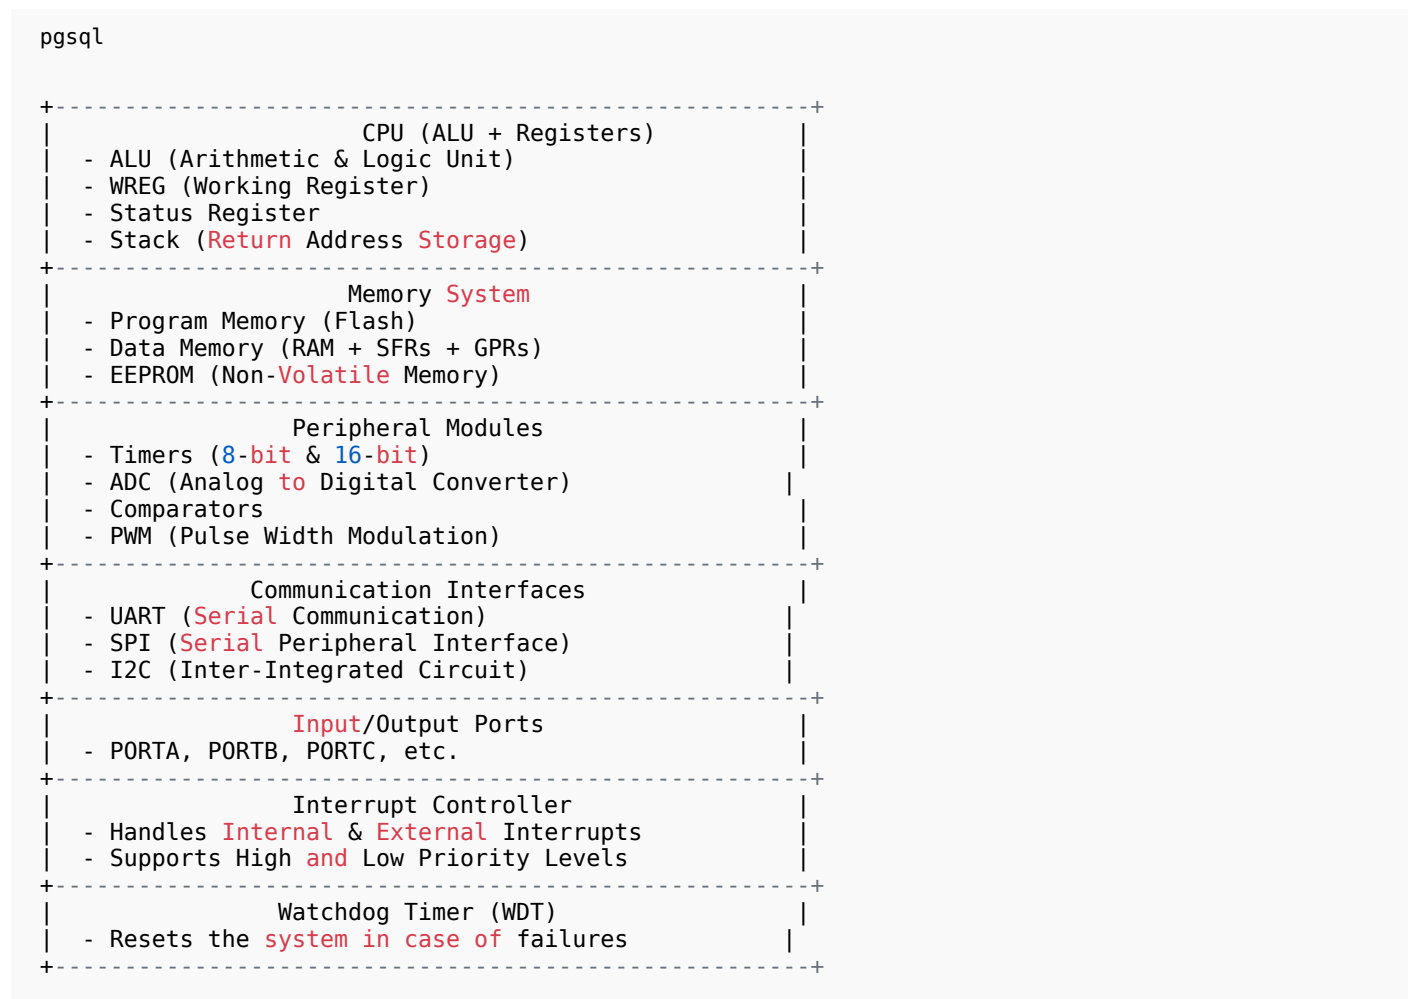 pgsql
+------------------------------------------------------+
|                      CPU (ALU + Registers)          |
|  - ALU (Arithmetic & Logic Unit)                    |
|  - WREG (Working Register)                          |
|  - Status Register                                  |
|  - Stack (Return Address Storage)                   |
+------------------------------------------------------+
|                     Memory System                   |
|  - Program Memory (Flash)                           |
|  - Data Memory (RAM + SFRs + GPRs)                  |
|  - EEPROM (Non-Volatile Memory)                     |
+------------------------------------------------------+
|                 Peripheral Modules                  |
|  - Timers (8-bit & 16-bit)                          |
|  - ADC (Analog to Digital Converter)               |
|  - Comparators                                      |
|  - PWM (Pulse Width Modulation)                     |
+------------------------------------------------------+
|              Communication Interfaces               |
|  - UART (Serial Communication)                     |
|  - SPI (Serial Peripheral Interface)               |
|  - I2C (Inter-Integrated Circuit)                  |
+------------------------------------------------------+
|                 Input/Output Ports                  |
|  - PORTA, PORTB, PORTC, etc.                        |
+------------------------------------------------------+
|                 Interrupt Controller                |
|  - Handles Internal & External Interrupts           |
|  - Supports High and Low Priority Levels            |
+------------------------------------------------------+
|                Watchdog Timer (WDT)                 |
|  - Resets the system in case of failures           |
+------------------------------------------------------+